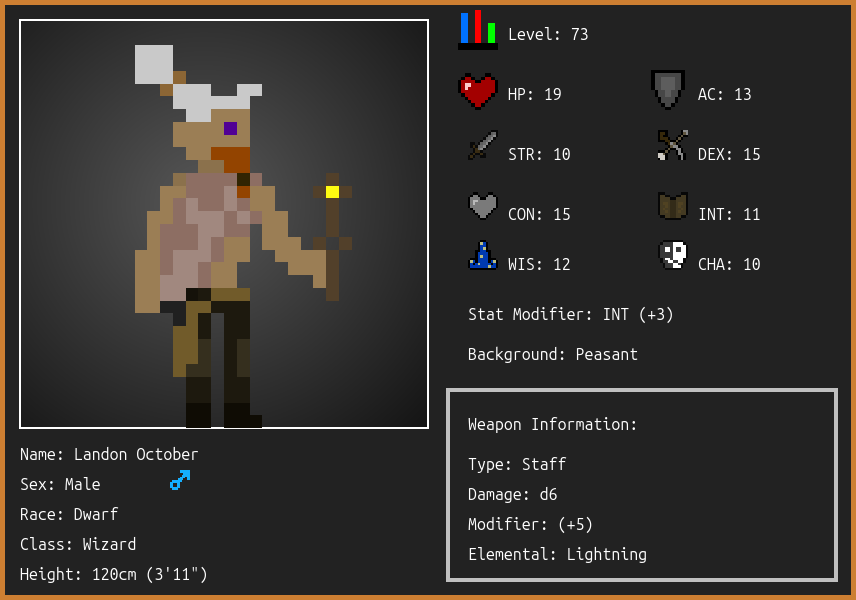 Level: 73
HP: 19
AC: 13
STR: 10
DEX: 15
CON: 15
INT: 11
WIS: 12
CHA: 10
Stat Modifier: INT (+3)
Background: Peasant
Weapon Information:
Type: Staff
Damage: d6
Modifier: (+5)
Elemental: Lightning
Name: Landon October
Sex: Male
Race: Dwarf
Class: Wizard
Height: 120cm (3'11")